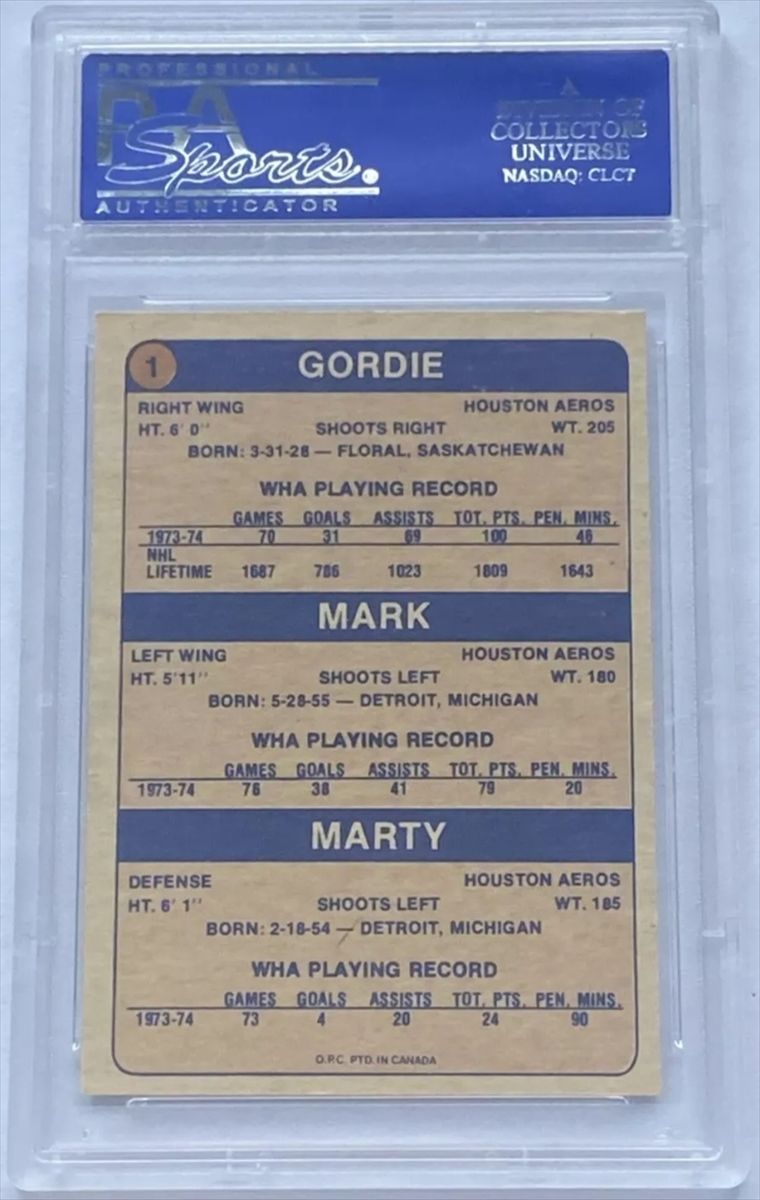 PROFESSIONAL
PSA
Sports.
AUTHENTICATOR
A
DIVISION OF
COLLECTORS
UNIVERSE
NASDAQ: CLCT
1 GORDIE
RIGHT WING HOUSTON AEROS
HT. 6' 0'' SHOOTS RIGHT WT. 205
BORN: 3-31-28 — FLORAL, SASKATCHEWAN
WHA PLAYING RECORD
GAMES GOALS ASSISTS TOT. PTS. PEN. MINS.
1973-74 70 31 69 100 46
NHL
LIFETIME 1687 786 1023 1809 1643
MARK
LEFT WING HOUSTON AEROS
HT. 5'11'' SHOOTS LEFT WT. 180
BORN: 5-28-55 — DETROIT, MICHIGAN
WHA PLAYING RECORD
GAMES GOALS ASSISTS TOT. PTS. PEN. MINS.
1973-74 76 38 41 79 20
MARTY
DEFENSE HOUSTON AEROS
HT. 6' 1'' SHOOTS LEFT WT. 185
BORN: 2-18-54 — DETROIT, MICHIGAN
WHA PLAYING RECORD
GAMES GOALS ASSISTS TOT. PTS. PEN. MINS.
1973-74 73 4 20 24 90
O.P.C. PTD. IN CANADA